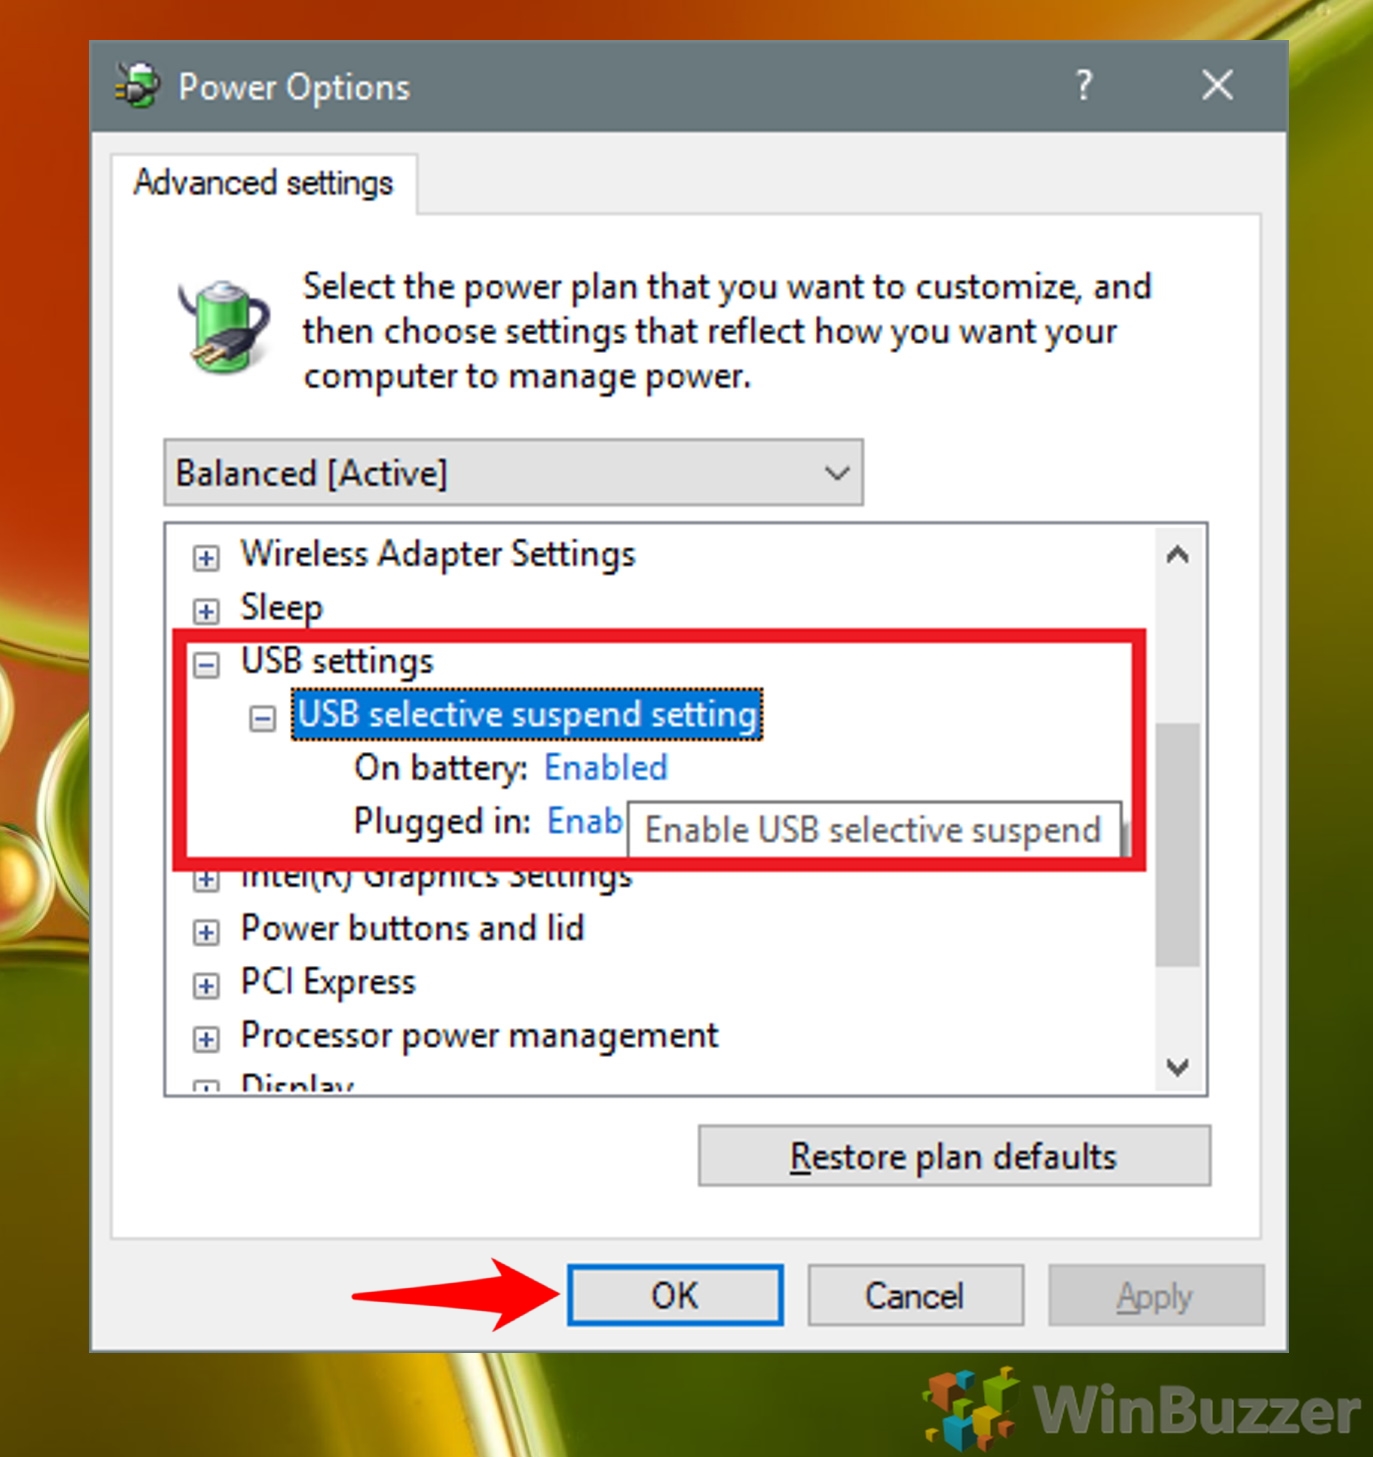 Power Options
?
Advanced settings
Select the power plan that you want to customize, and
then choose settings that reflect how you want your
computer to manage power.
Balanced [Active]
Wireless Adapter Settings
Sleep
USB settings
USB selective suspend setting
On battery: Enabled
Plugged in: Enab
Enable USB selective suspend
Intel(R) Graphics Settings
Power buttons and lid
PCI Express
Processor power management
Display
Restore plan defaults
OK Cancel Apply
WinBuzzer